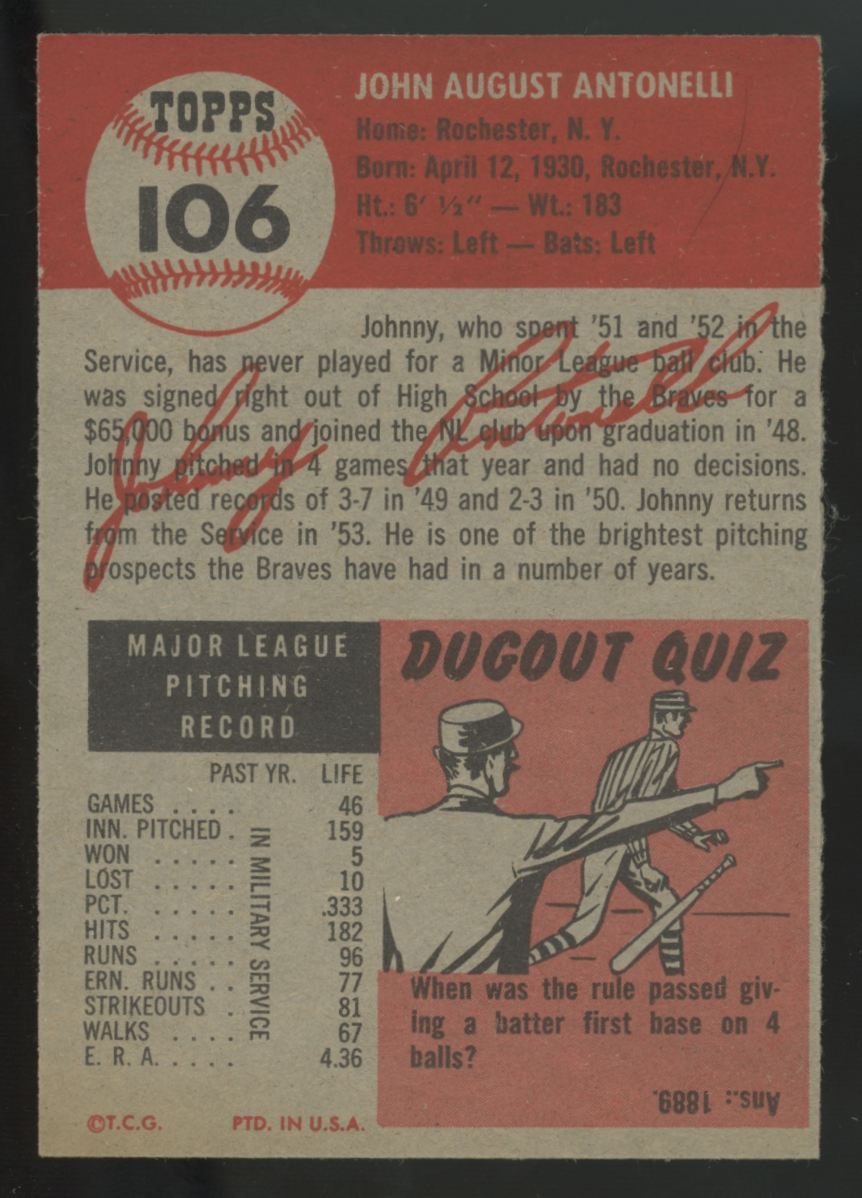 TOPPS
106
JOHN AUGUST ANTONELLI
Home: Rochester, N. Y.
Born: April 12, 1930, Rochester, N.Y.
Ht.: 6' ½" — Wt.: 183
Throws: Left — Bats: Left
Johnny, who spent '51 and '52 in the
Service, has never played for a Minor League ball club. He
was signed right out of High School by the Braves for a
$65,000 bonus and joined the NL club upon graduation in '48.
Johnny pitched in 4 games that year and had no decisions.
He posted records of 3-7 in '49 and 2-3 in '50. Johnny returns
from the Service in '53. He is one of the brightest pitching
prospects the Braves have had in a number of years.
Johnny Antonelli
MAJOR LEAGUE
PITCHING
RECORD
PAST YR. LIFE
GAMES . . . . 46
INN. PITCHED . 159
WON . . . . . 5
LOST . . . . . 10
PCT. . . . . . .333
HITS . . . . . 182
RUNS . . . . . 96
ERN. RUNS . . 77
STRIKEOUTS . 81
WALKS . . . . 67
E. R. A. . . . . 4.36
IN MILITARY SERVICE
©T.C.G. PTD. IN U.S.A.
DUGOUT QUIZ
When was the rule passed giv-
ing a batter first base on 4
balls?
Ans.: 1889.